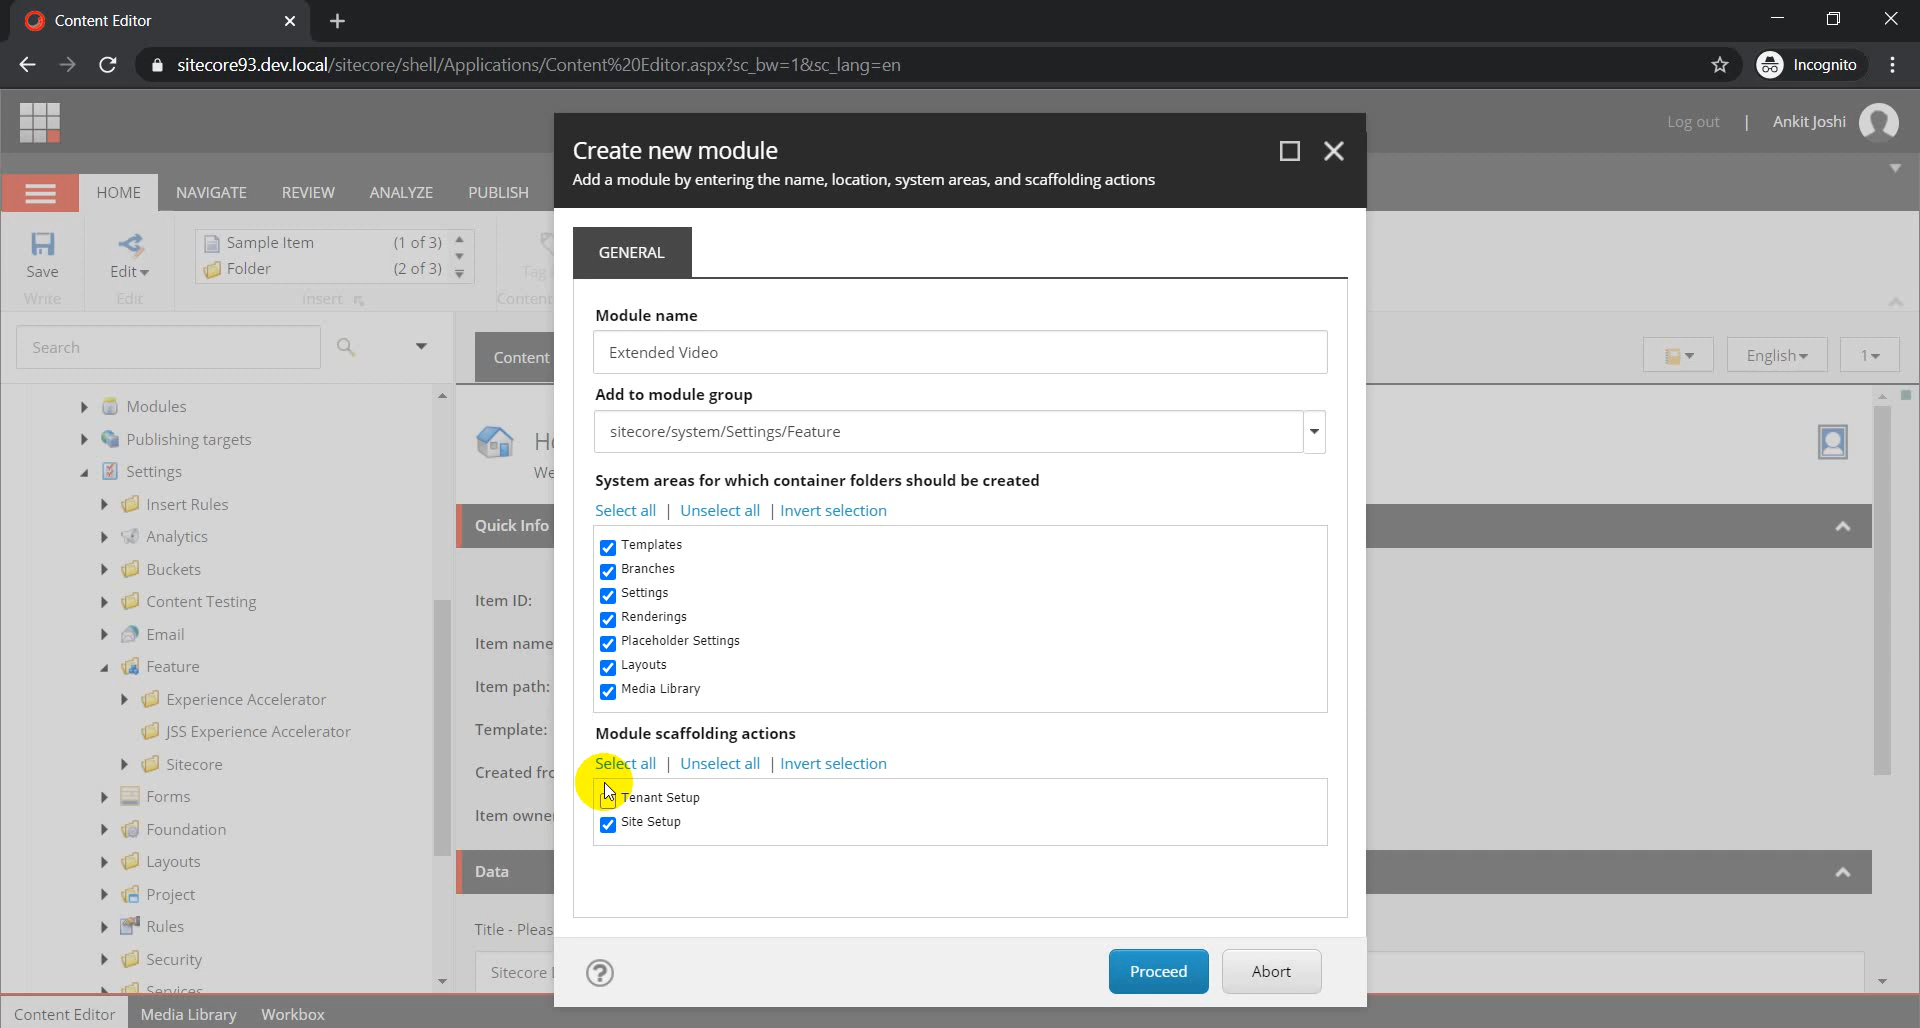 Content Editor
sitecore93.dev.local/sitecore/shell/Applications/Content%20Editor.aspx?sc_bw=1&sc_lang=en
Incognito
Log out | Ankit Joshi
HOME NAVIGATE REVIEW ANALYZE PUBLISH
Save
Write
Edit
Edit
Sample Item (1 of 3)
Folder (2 of 3)
Insert
Tag
Content
Search
Modules
Publishing targets
Settings
Insert Rules
Analytics
Buckets
Content Testing
Email
Feature
Experience Accelerator
JSS Experience Accelerator
Sitecore
Forms
Foundation
Layouts
Project
Rules
Security
Services
Content
English
1
Quick Info
Item ID:
Item name
Item path:
Template:
Created
Item
Data
Title -
Sitecore
Create new module
Add a module by entering the name, location, system areas, and scaffolding actions
GENERAL
Module name
Extended Video
Add to module group
sitecore/system/Settings/Feature
System areas for which container folders should be created
Select all | Unselect all | Invert selection
Templates
Branches
Settings
Renderings
Placeholder Settings
Layouts
Media Library
Module scaffolding actions
Select all | Unselect all | Invert selection
Tenant Setup
Site Setup
?
Proceed Abort
Content Editor Media Library Workbox